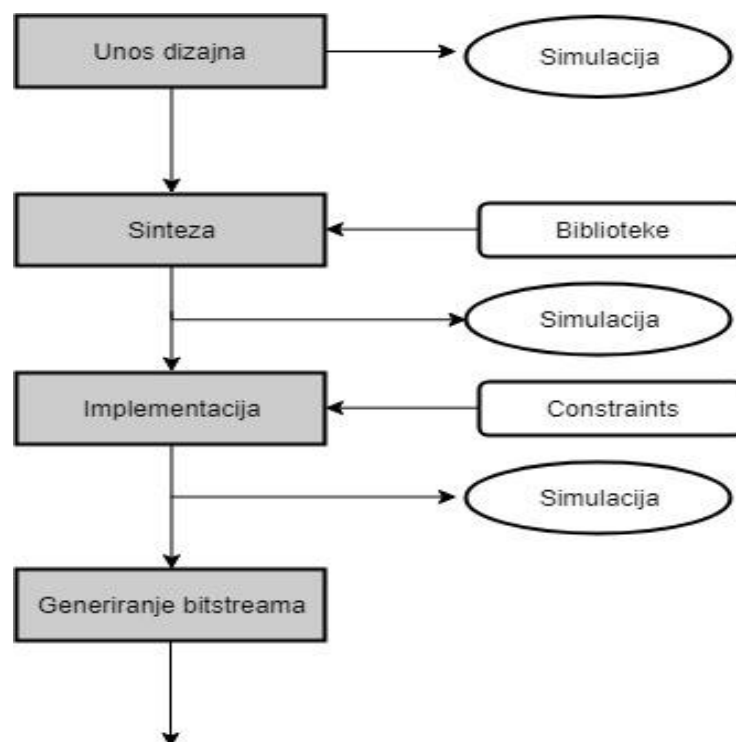 Unos dizajna
Simulacija
Sinteza
Biblioteke
Simulacija
Implementacija
Constraints
Simulacija
Generiranje bitstreama